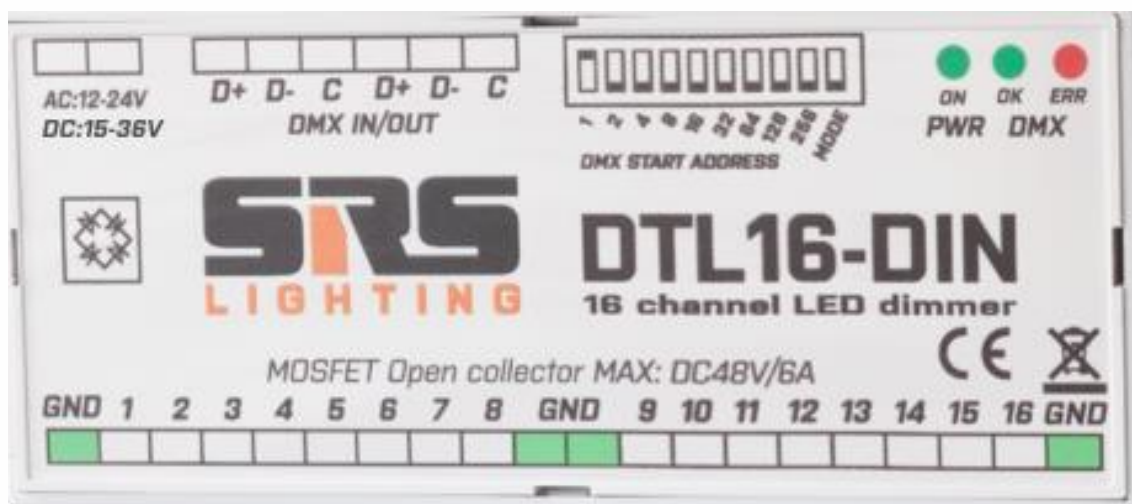 AC:12-24V
DC:15-36V
D+ D- C D+ D- C
DMX IN/OUT
1 2 4 8 16 32 64 128 256 MODE
DMX START ADDRESS
ON OK ERR
PWR DMX
SRS
LIGHTING
DTL16-DIN
16 channel LED dimmer
CE
MOSFET Open collector MAX: DC48V/6A
GND 1 2 3 4 5 6 7 8 GND 9 10 11 12 13 14 15 16 GND